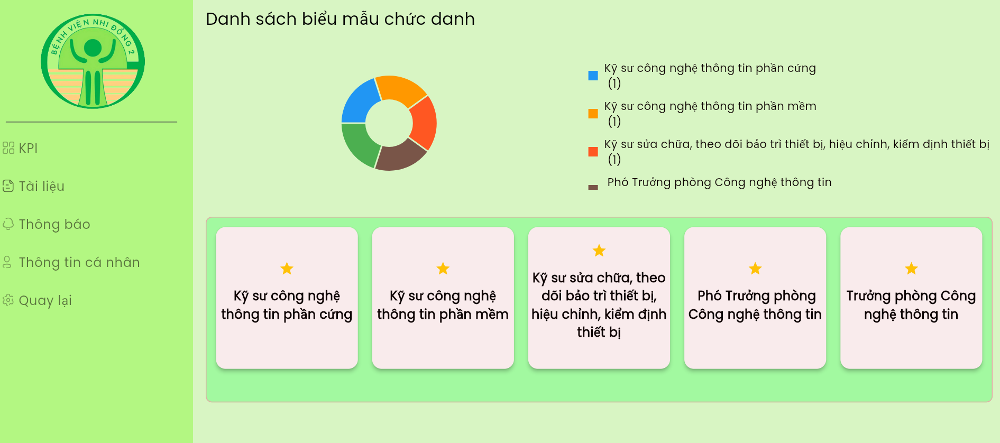 BỆNH VIỆN NHI ĐỒNG 2
KPI
Tài liệu
Thông báo
Thông tin cá nhân
Quay lại
Danh sách biểu mẫu chức danh
Kỹ sư công nghệ thông tin phần cứng
(1)
Kỹ sư công nghệ thông tin phần mềm
(1)
Kỹ sư sửa chữa, theo dõi bảo trì thiết bị, hiệu chỉnh, kiểm định thiết bị
(1)
Phó Trưởng phòng Công nghệ thông tin
Kỹ sư công nghệ
thông tin phần cứng
Kỹ sư công nghệ
thông tin phần mềm
Kỹ sư sửa chữa, theo
dõi bảo trì thiết bị,
hiệu chỉnh, kiểm định
thiết bị
Phó Trưởng phòng
Công nghệ thông tin
Trưởng phòng Công
nghệ thông tin